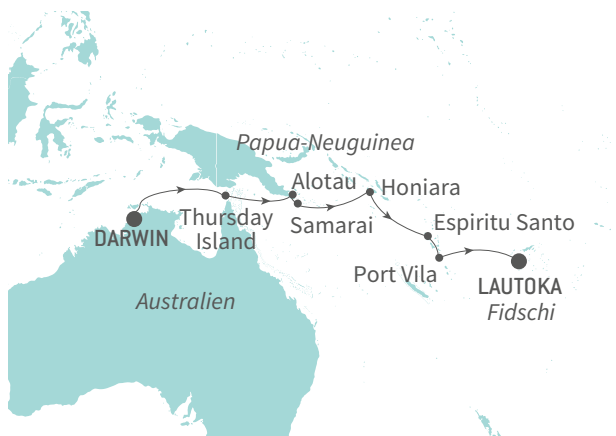 Papua-Neuguinea
Alotau
Honiara
Thursday
Island
Samarai
Espiritu Santo
DARWIN
Port Vila
LAUTOKA
Fidschi
Australien